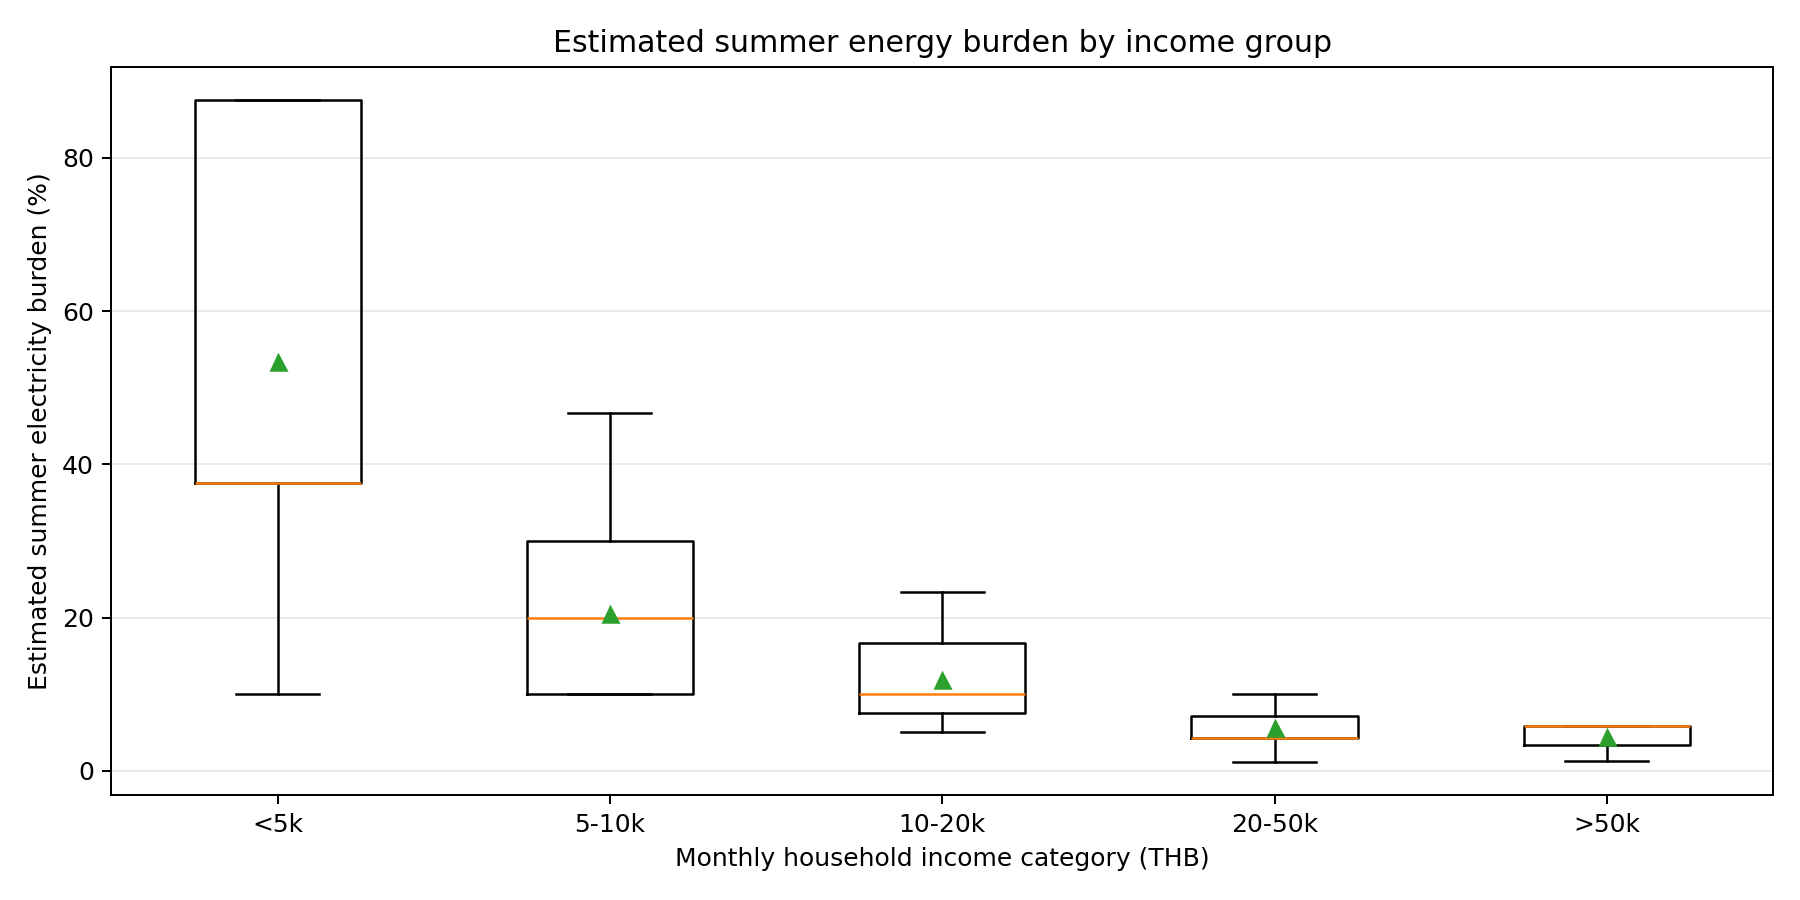 Estimated summer energy burden by income group
Estimated summer electricity burden (%)
80
60
40
20
0
<5k
5-10k
10-20k
20-50k
>50k
Monthly household income category (THB)